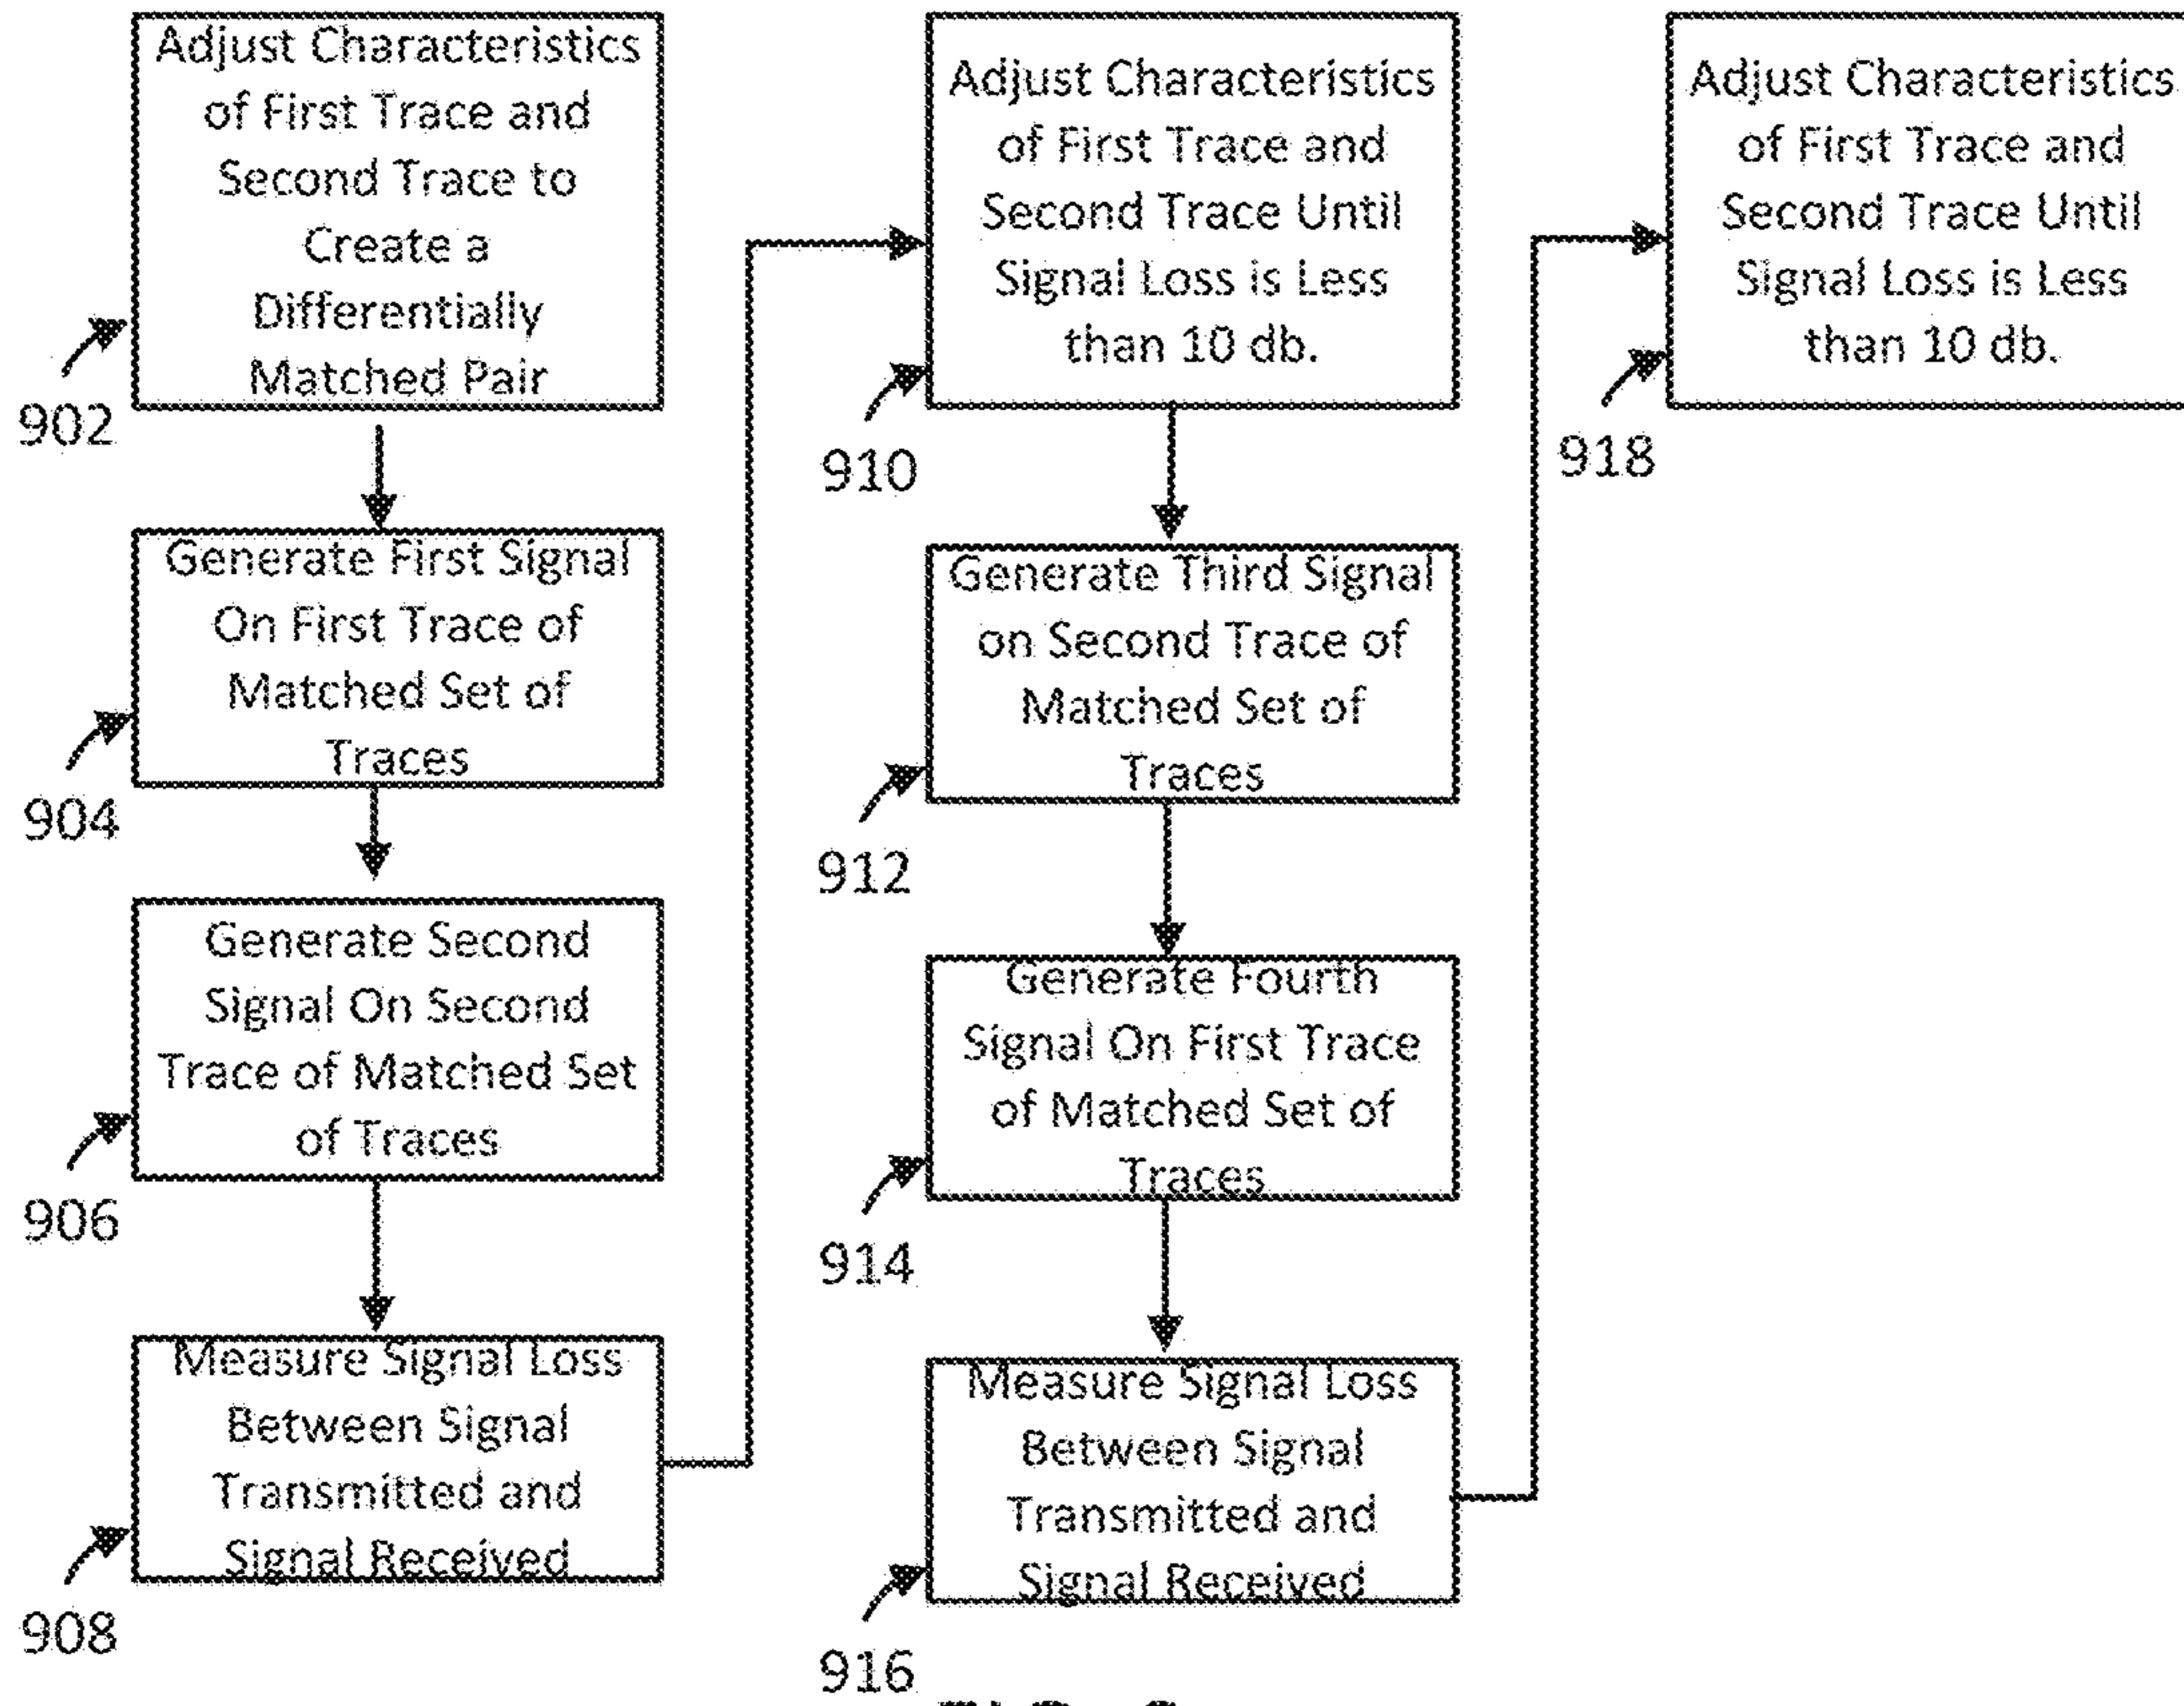 Adjust Characteristics
of First Trace and
Second Trace to
Create a
Differentially
Matched Pair
902
Generate First Signal
On First Trace of
Matched Set of
Traces
904
Generate Second
Signal On Second
Trace of Matched Set
of Traces
906
Measure Signal Loss
Between Signal
Transmitted and
Signal Received
908
Adjust Characteristics
of First Trace and
Second Trace Until
Signal Loss is Less
than 10 db.
910
Generate Third Signal
on Second Trace of
Matched Set of
Traces
912
Generate Fourth
Signal On First Trace
of Matched Set of
Traces
914
Measure Signal Loss
Between Signal
Transmitted and
Signal Received
916
Adjust Characteristics
of First Trace and
Second Trace Until
Signal Loss is Less
than 10 db.
918